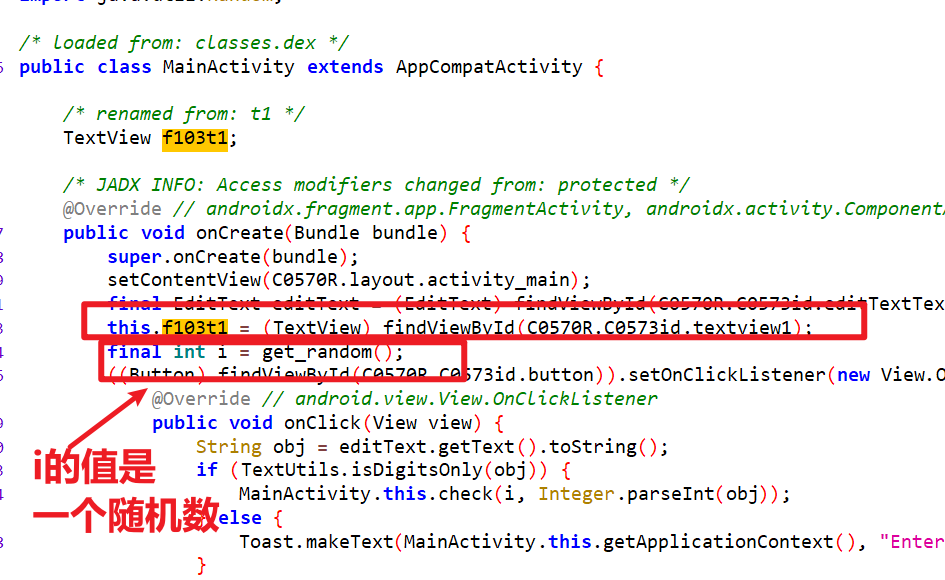 /* loaded from: classes.dex */
public class MainActivity extends AppCompatActivity {
/* renamed from: t1 */
TextView f103t1;
/* JADX INFO: Access modifiers changed from: protected */
@Override // androidx.fragment.app.FragmentActivity, androidx.activity.Component
public void onCreate(Bundle bundle) {
super.onCreate(bundle);
setContentView(C0570R.layout.activity_main);
final EditText editText = (EditText) findViewById(C0570R.C0573id.editTextTex
this.f103t1 = (TextView) findViewById(C0570R.C0573id.textview1);
final int i = get_random();
((Button) findViewById(C0570R.C0573id.button)).setOnClickListener(new View.O
@Override // android.view.View.OnClickListener
public void onClick(View view) {
String obj = editText.getText().toString();
if (TextUtils.isDigitsOnly(obj)) {
MainActivity.this.check(i, Integer.parseInt(obj));
else {
Toast.makeText(MainActivity.this.getApplicationContext(), "Enter
}
i的值是
一个随机数